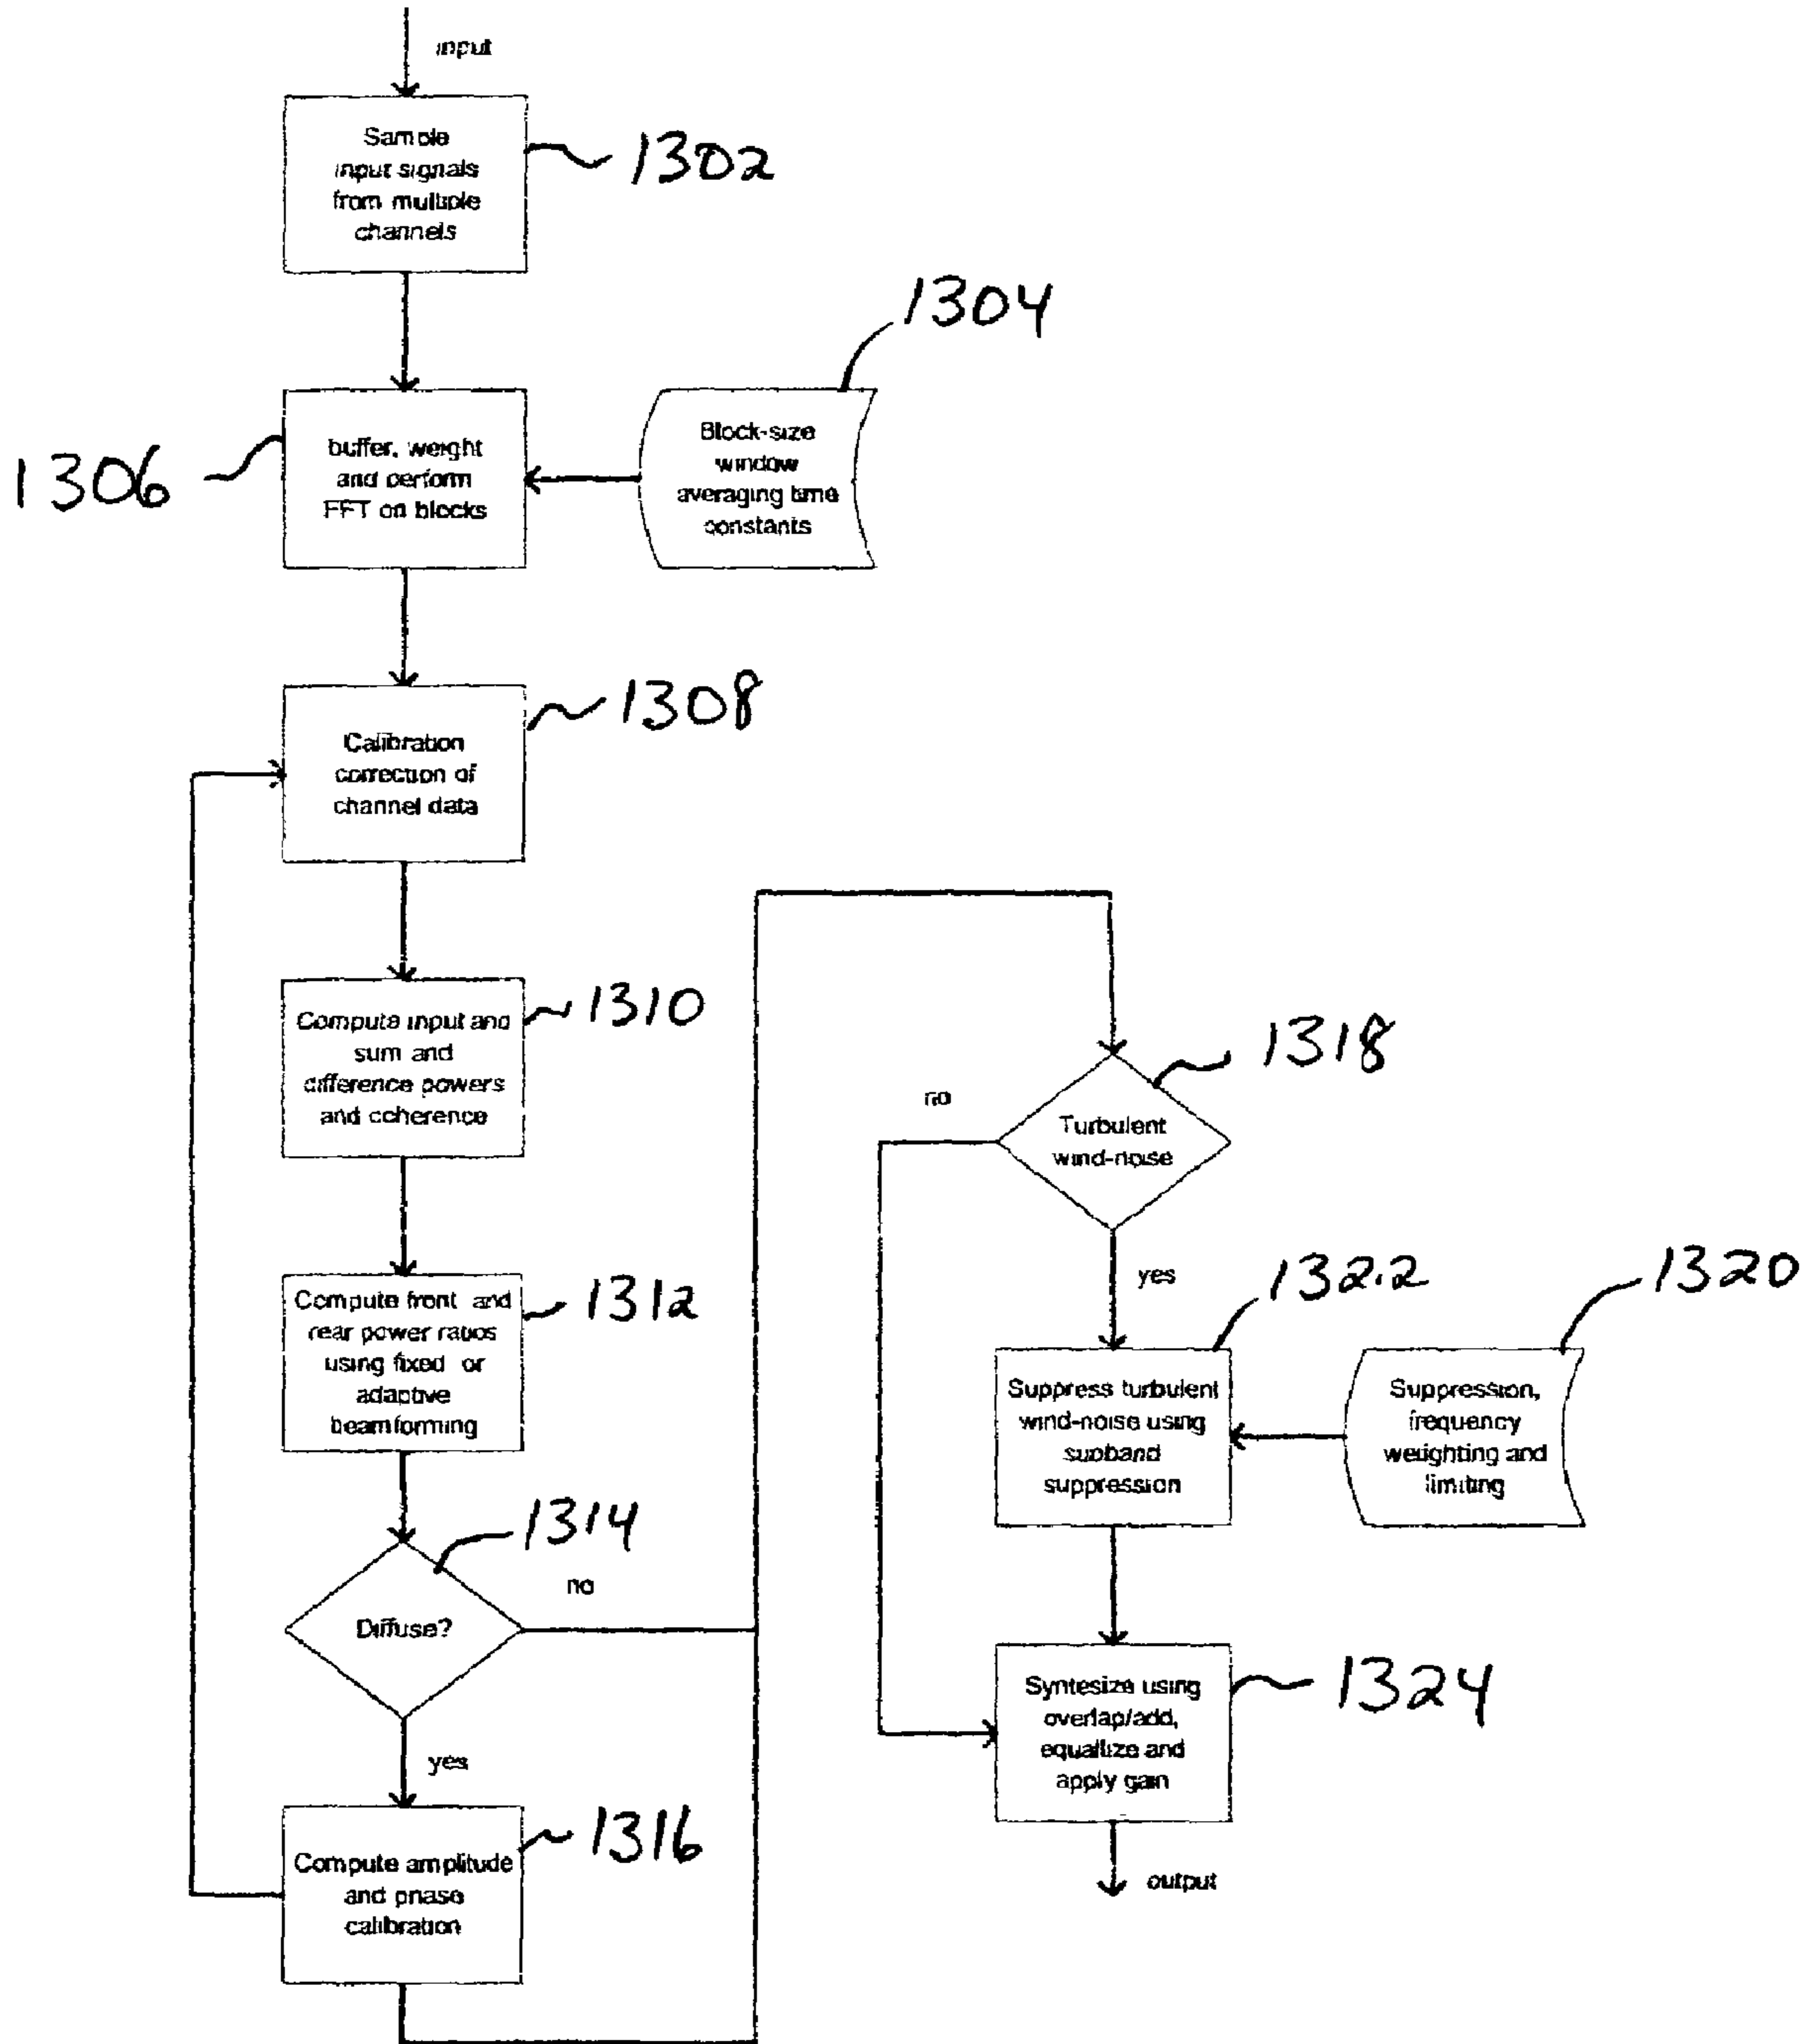 input
Sample
input signals
from multiple
channels
1302
1304
buffer, weight
and perform
FFT on blocks
1306
Block-size
window
averaging time
constants
Calibration
correction of
channel data
1308
Compute input and
sum and
difference powers
and coherence
1310
Compute front and
rear power ratios
using fixed or
adaptive
beamforming
1312
Diffuse?
1314
no
yes
Compute amplitude
and phase
calibration
1316
Turbulent
wind-noise
1318
no
yes
Suppress turbulent
wind-noise using
subband
suppression
1322
Suppression,
frequency
weighting and
limiting
1320
Syntesize using
overlap/add,
equallize and
apply gain
1324
output